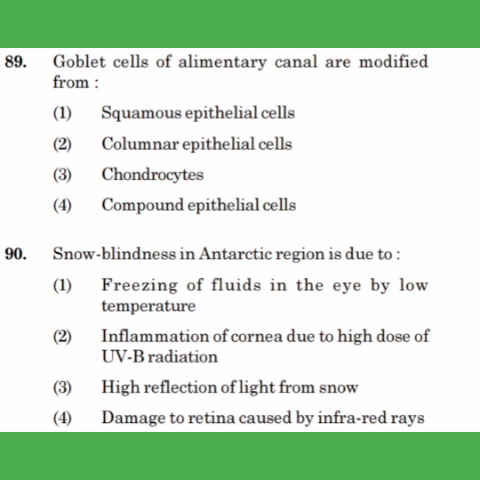 89. Goblet cells of alimentary canal are modified
from :
(1) Squamous epithelial cells
(2) Columnar epithelial cells
(3) Chondrocytes
(4) Compound epithelial cells
90. Snow-blindness in Antarctic region is due to :
(1) Freezing of fluids in the eye by low
temperature
(2) Inflammation of cornea due to high dose of
UV-B radiation
(3) High reflection of light from snow
(4) Damage to retina caused by infra-red rays